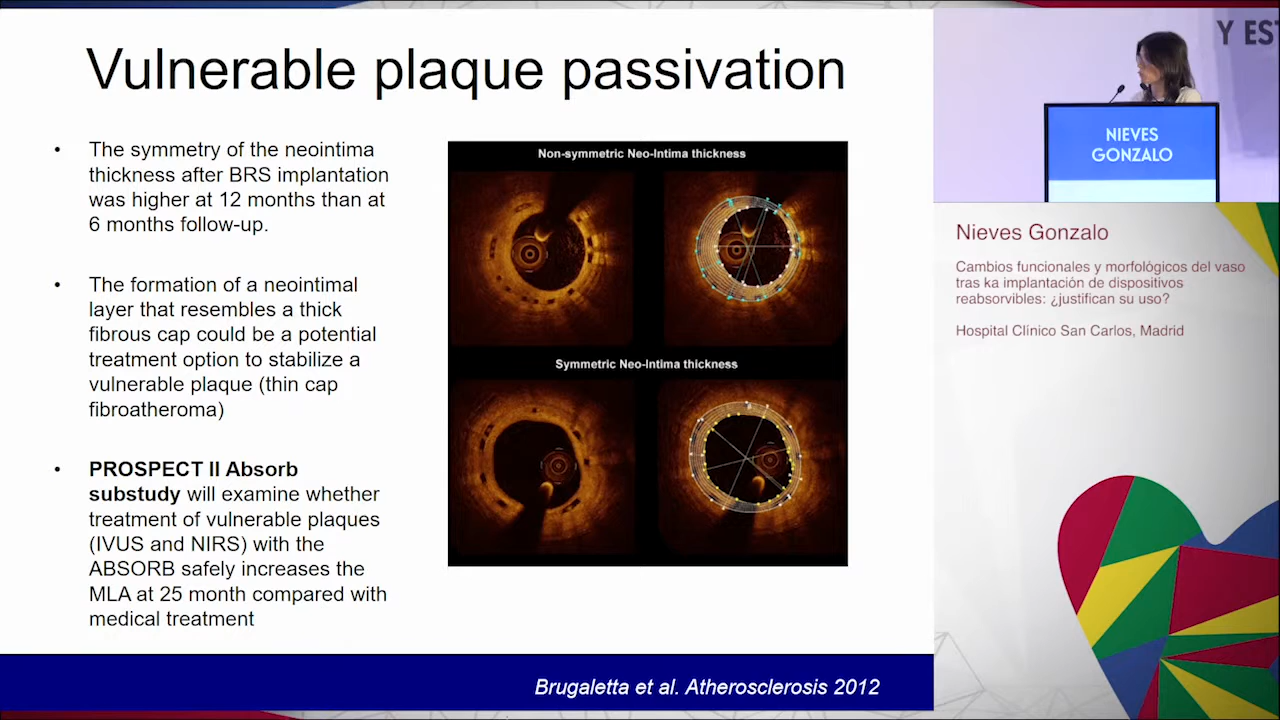 Vulnerable plaque passivation
• The symmetry of the neointima
thickness after BRS implantation
was higher at 12 months than at
6 months follow-up.
• The formation of a neointimal
layer that resembles a thick
fibrous cap could be a potential
treatment option to stabilize a
vulnerable plaque (thin cap
fibroatheroma)
• PROSPECT II Absorb
substudy will examine whether
treatment of vulnerable plaques
(IVUS and NIRS) with the
ABSORB safely increases the
MLA at 25 month compared with
medical treatment
Non-symmetric Neo-Intima thickness
Symmetric Neo-Intima thickness
Brugaletta et al. Atherosclerosis 2012
Y EST
NIEVES
GONZALO
Nieves Gonzalo
Cambios funcionales y morfológicos del vaso
tras ka implantación de dispositivos
reabsorvibles: ¿justifican su uso?
Hospital Clínico San Carlos, Madrid